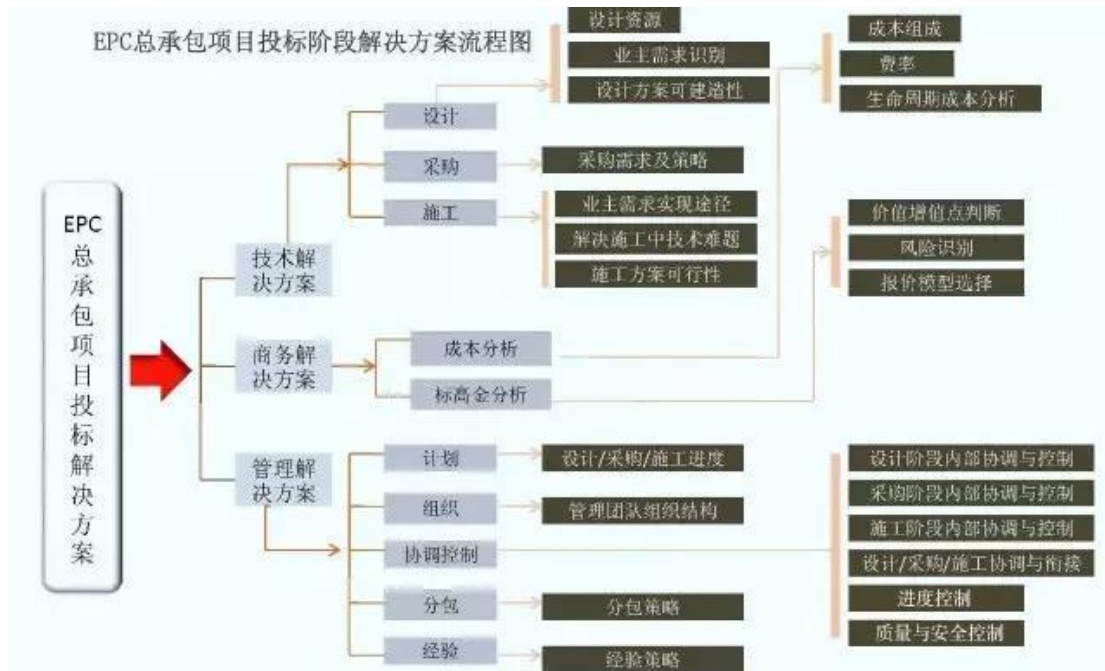 EPC总承包项目投标阶段解决方案流程图
EPC
总
承
包
项
目
投
标
解
决
方
案
技术解
决方案
设计
设计资源
业主需求识别
设计方案可建造性
采购
采购需求及策略
施工
业主需求实现途径
解决施工中技术难题
施工方案可行性
商务解
决方案
成本分析
成本组成
费率
生命周期成本分析
标高金分析
价值增值点判断
风险识别
报价模型选择
管理解
决方案
计划
设计/采购/施工进度
组织
管理团队组织结构
协调控制
设计阶段内部协调与控制
采购阶段内部协调与控制
施工阶段内部协调与控制
设计/采购/施工协调与衔接
进度控制
质量与安全控制
分包
分包策略
经验
经验策略